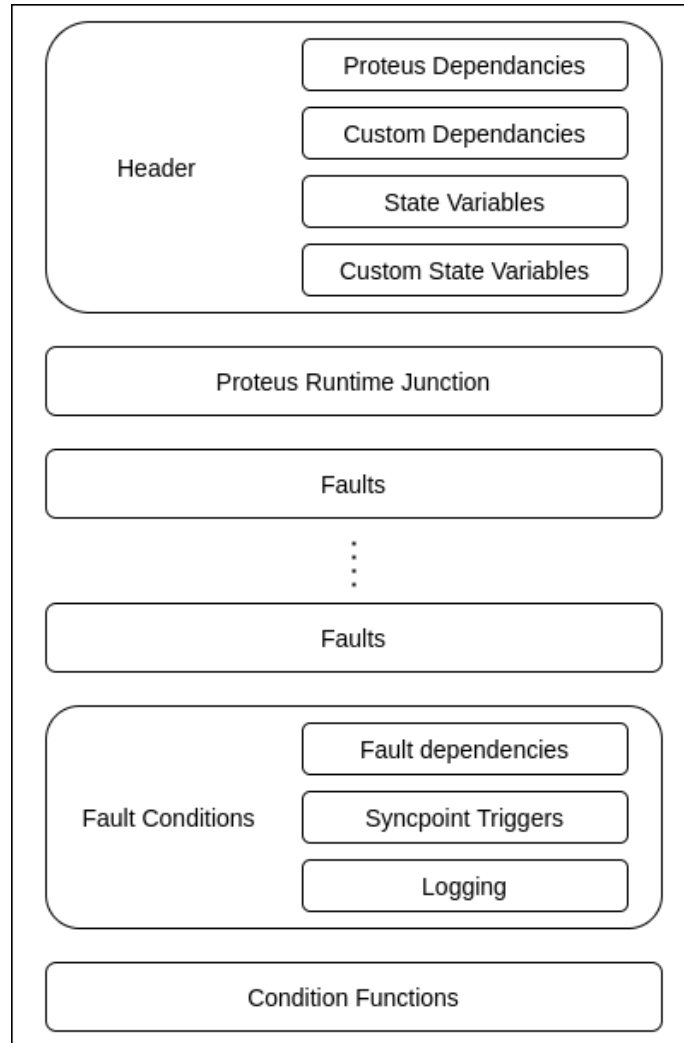 Proteus Dependancies
Custom Dependancies
Header
State Variables
Custom State Variables
Proteus Runtime Junction
Faults
Faults
Fault dependencies
Fault Conditions
Syncpoint Triggers
Logging
Condition Functions